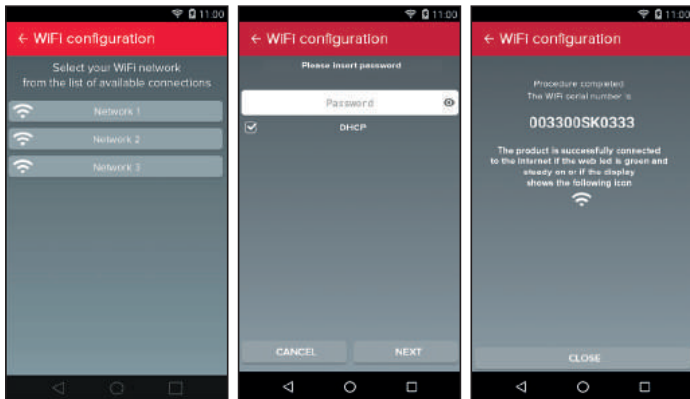 11:00
← WiFi configuration
Select your WiFi network
from the list of available connections
Network 1
Network 2
Network 3
11:00
← WiFi configuration
Please insert password
Password
DHCP
CANCEL
NEXT
11:00
← WiFi configuration
Procedure completed
The WiFi serial number is
003300SK0333
The product is successfully connected
to the Internet if the web led is green and
steady on or if the display
shows the following icon
CLOSE